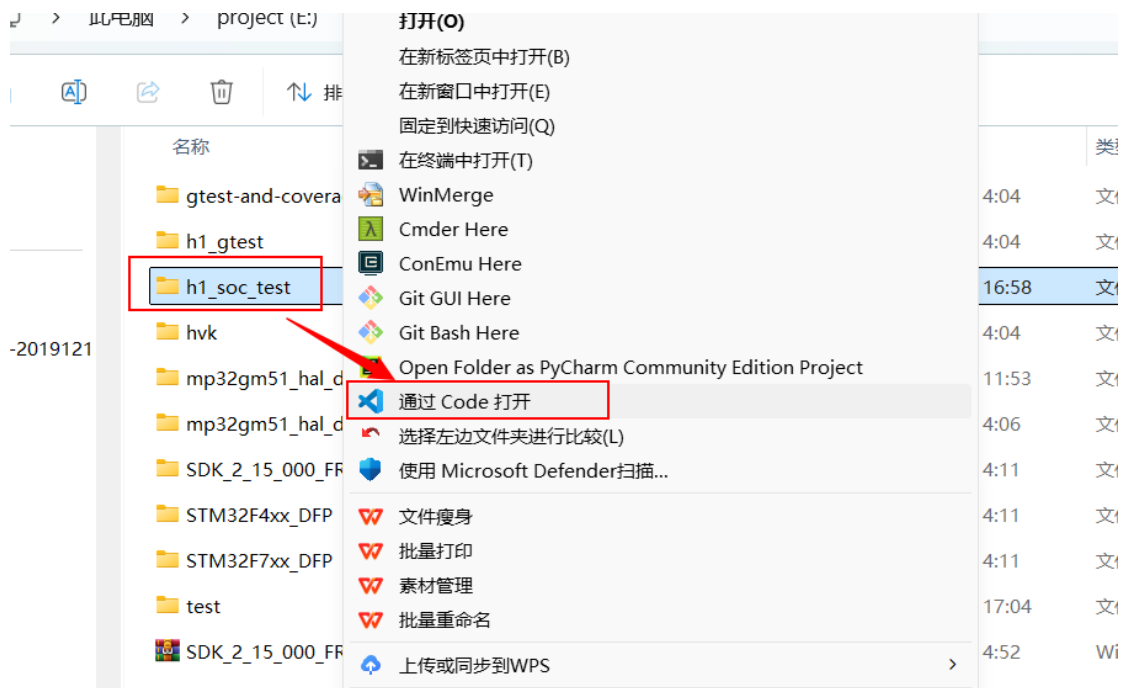 此电脑 > project (E:)
排
名称
gtest-and-covera
h1_gtest
h1_soc_test
hvk
mp32gm51_hal_d
mp32gm51_hal_d
SDK_2_15_000_FR
STM32F4xx_DFP
STM32F7xx_DFP
test
SDK_2_15_000_FR
-2019121
打开(O)
在新标签页中打开(B)
在新窗口中打开(E)
固定到快速访问(Q)
在终端中打开(T)
WinMerge
Cmder Here
ConEmu Here
Git GUI Here
Git Bash Here
Open Folder as PyCharm Community Edition Project
通过 Code 打开
选择左边文件夹进行比较(L)
使用 Microsoft Defender扫描...
文件瘦身
批量打印
素材管理
批量重命名
上传或同步到WPS
4:04 文
4:04 文
16:58 文
4:04 文
11:53 文
4:06 文
4:11 文
4:11 文
4:11 文
17:04 文
4:52 Wi